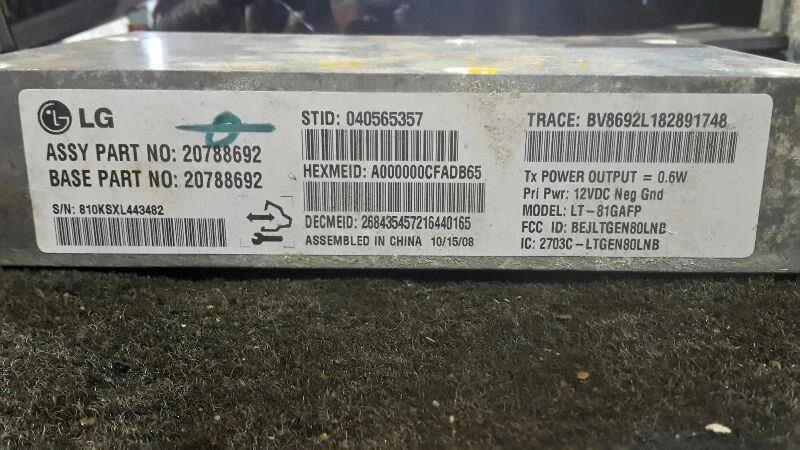 LG
ASSY PART NO: 20788692
BASE PART NO: 20788692
S/N: 810KSXL443482
STID: 040565357
HEXMEID: A000000CFADB65
DECMEID: 268435457216440165
ASSEMBLED IN CHINA 10/15/08
TRACE: BV8692L182891748
Tx POWER OUTPUT = 0.6W
Pri Pwr: 12VDC Neg Gnd
MODEL: LT-81GAFP
FCC ID: BEJLTGEN80LNB
IC: 2703C-LTGEN80LNB